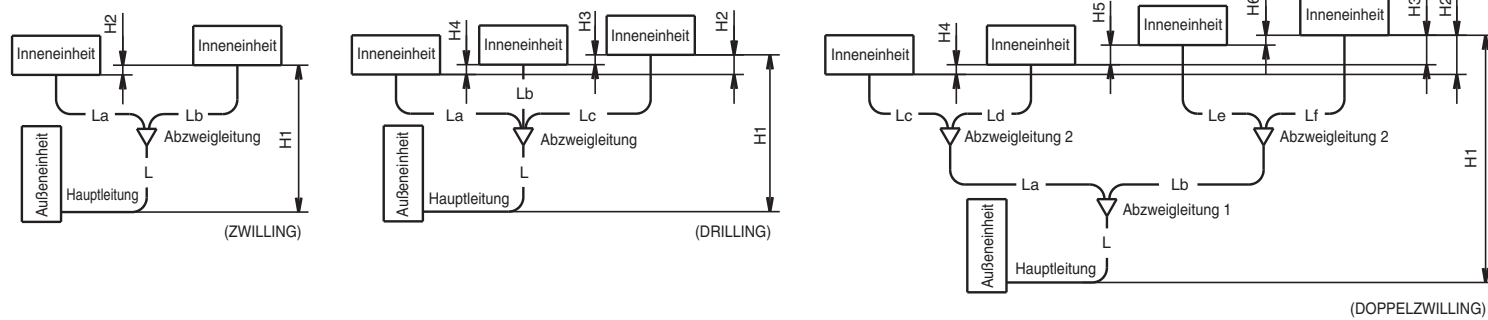 H2
Inneneinheit
Inneneinheit
La
Lb
Abzweigleitung
H1
Außeneinheit
L
Hauptleitung
(ZWILLING)
H4
H3
H2
Inneneinheit
Inneneinheit
Inneneinheit
Lb
La
Lc
Abzweigleitung
H1
Außeneinheit
L
Hauptleitung
(DRILLING)
H4
H5
H6
H3
H2
Inneneinheit
Inneneinheit
Inneneinheit
Inneneinheit
Lc
Ld
Le
Lf
Abzweigleitung 2
Abzweigleitung 2
H1
La
Lb
Abzweigleitung 1
Außeneinheit
L
Hauptleitung
(DOPPELZWILLING)